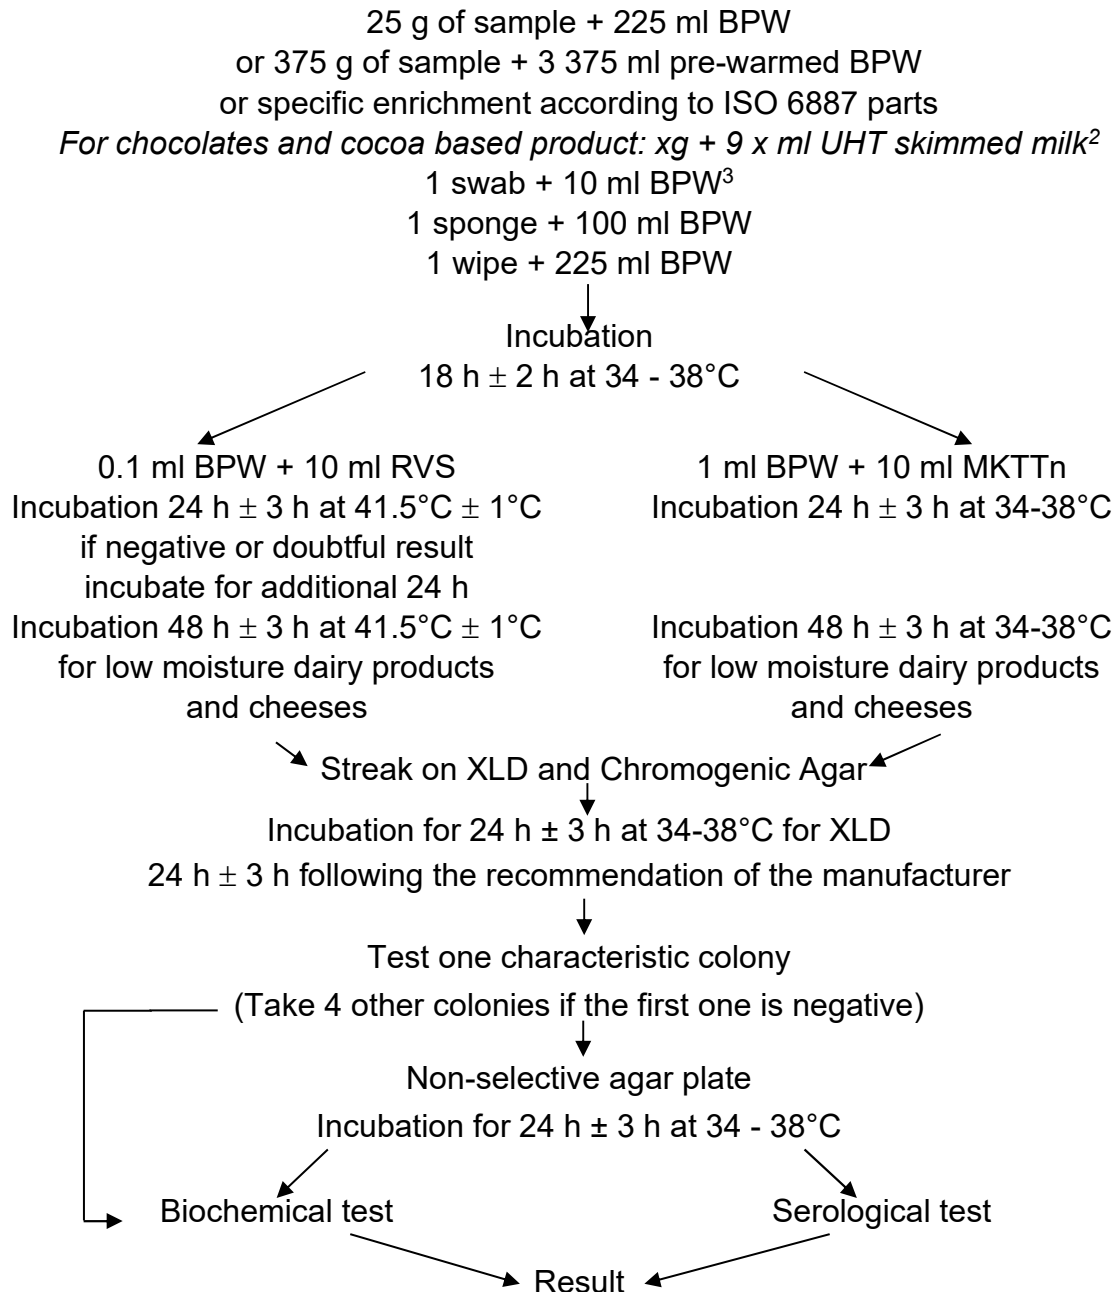 25 g of sample + 225 ml BPW
or 375 g of sample + 3 375 ml pre-warmed BPW
or specific enrichment according to ISO 6887 parts
For chocolates and cocoa based product: xg + 9 x ml UHT skimmed milk²
1 swab + 10 ml BPW³
1 sponge + 100 ml BPW
1 wipe + 225 ml BPW
Incubation
18 h ± 2 h at 34 - 38°C
0.1 ml BPW + 10 ml RVS
Incubation 24 h ± 3 h at 41.5°C ± 1°C
if negative or doubtful result
incubate for additional 24 h
Incubation 48 h ± 3 h at 41.5°C ± 1°C
for low moisture dairy products
and cheeses
1 ml BPW + 10 ml MKTTn
Incubation 24 h ± 3 h at 34-38°C
Incubation 48 h ± 3 h at 34-38°C
for low moisture dairy products
and cheeses
Streak on XLD and Chromogenic Agar
Incubation for 24 h ± 3 h at 34-38°C for XLD
24 h ± 3 h following the recommendation of the manufacturer
Test one characteristic colony
(Take 4 other colonies if the first one is negative)
Non-selective agar plate
Incubation for 24 h ± 3 h at 34 - 38°C
Biochemical test
Serological test
Result